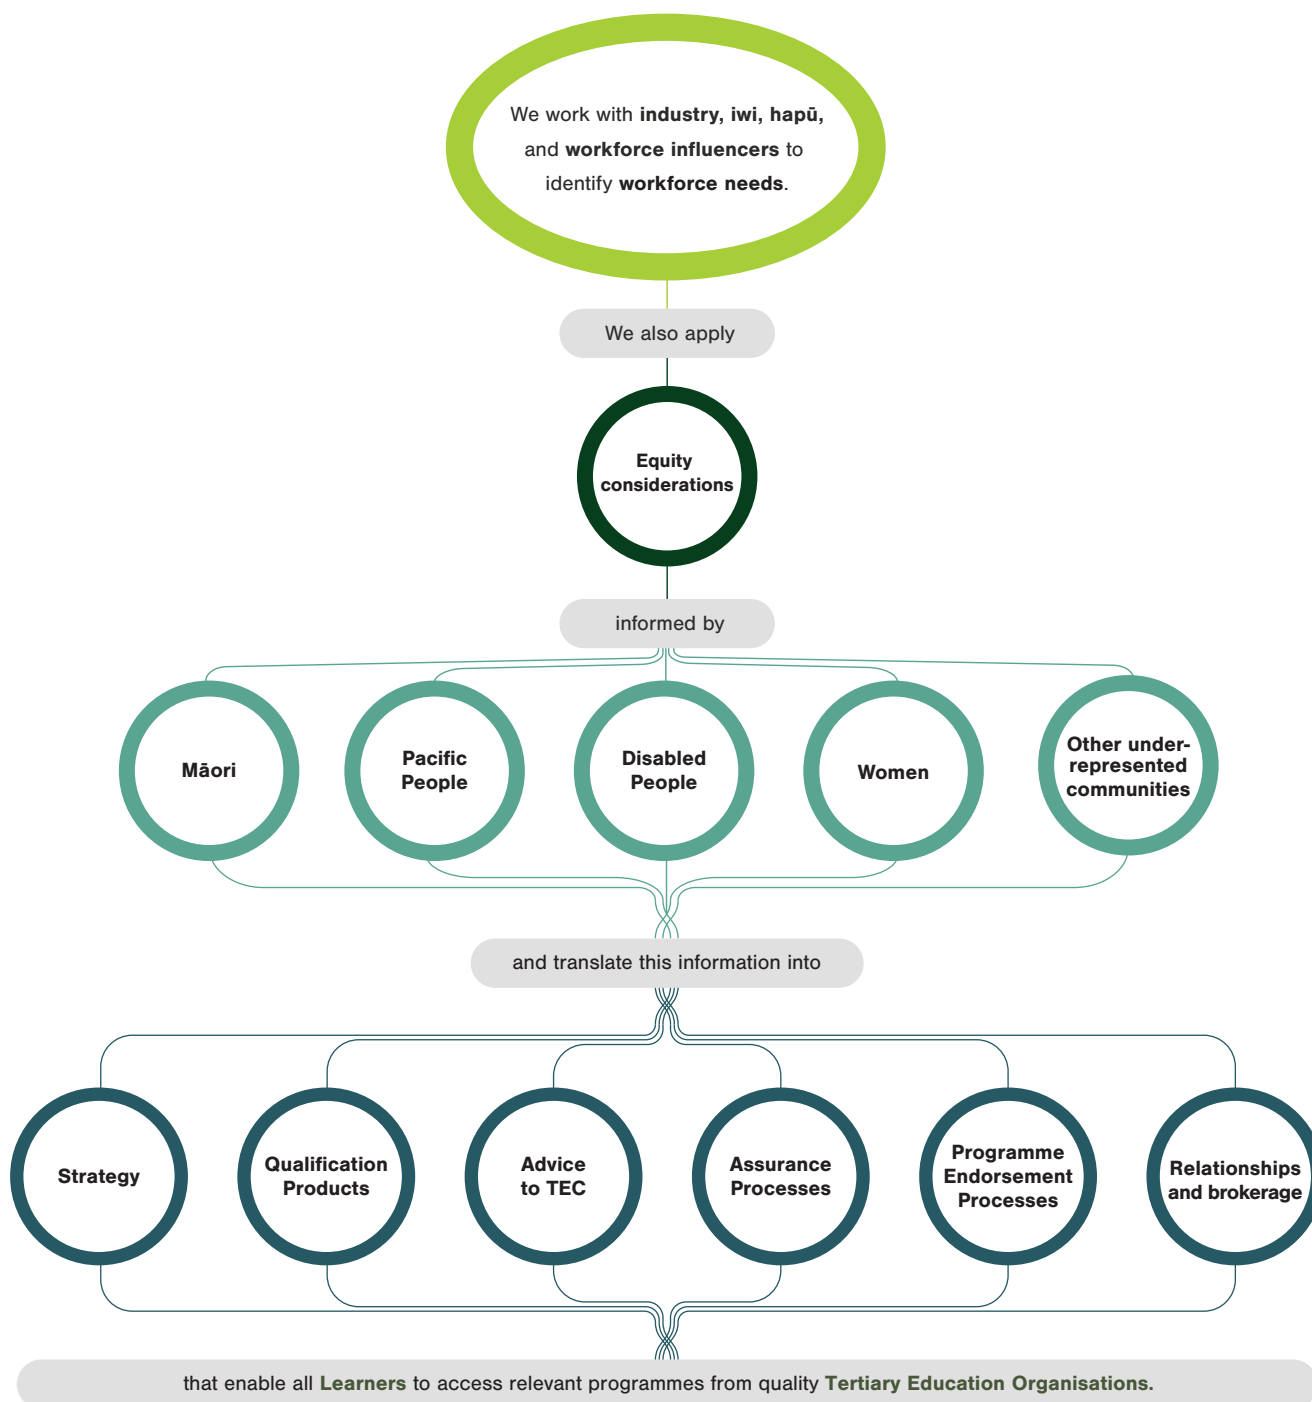 We work with industry, iwi, hapū,
and workforce influencers to
identify workforce needs.
We also apply
Equity
considerations
informed by
Māori
Pacific
People
Disabled
People
Women
Other under-
represented
communities
and translate this information into
Strategy
Qualification
Products
Advice
to TEC
Assurance
Processes
Programme
Endorsement
Processes
Relationships
and brokerage
that enable all Learners to access relevant programmes from quality Tertiary Education Organisations.